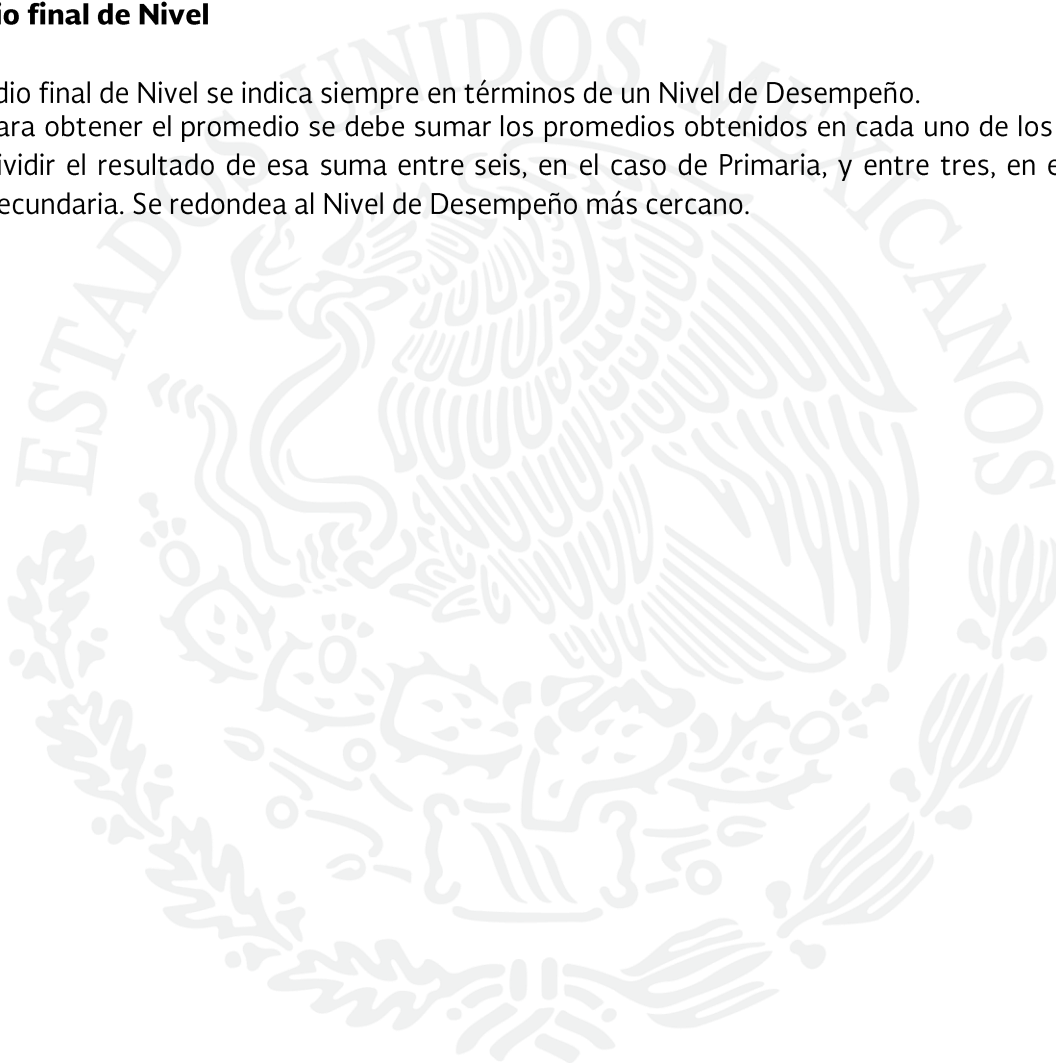 io final de Nivel
dio final de Nivel se indica siempre en términos de un Nivel de Desempeño.
ara obtener el promedio se debe sumar los promedios obtenidos en cada uno de los
ividir el resultado de esa suma entre seis, en el caso de Primaria, y entre tres, en e
ecundaria. Se redondea al Nivel de Desempeño más cercano.
ESTADOS UNIDOS MEXICANOS